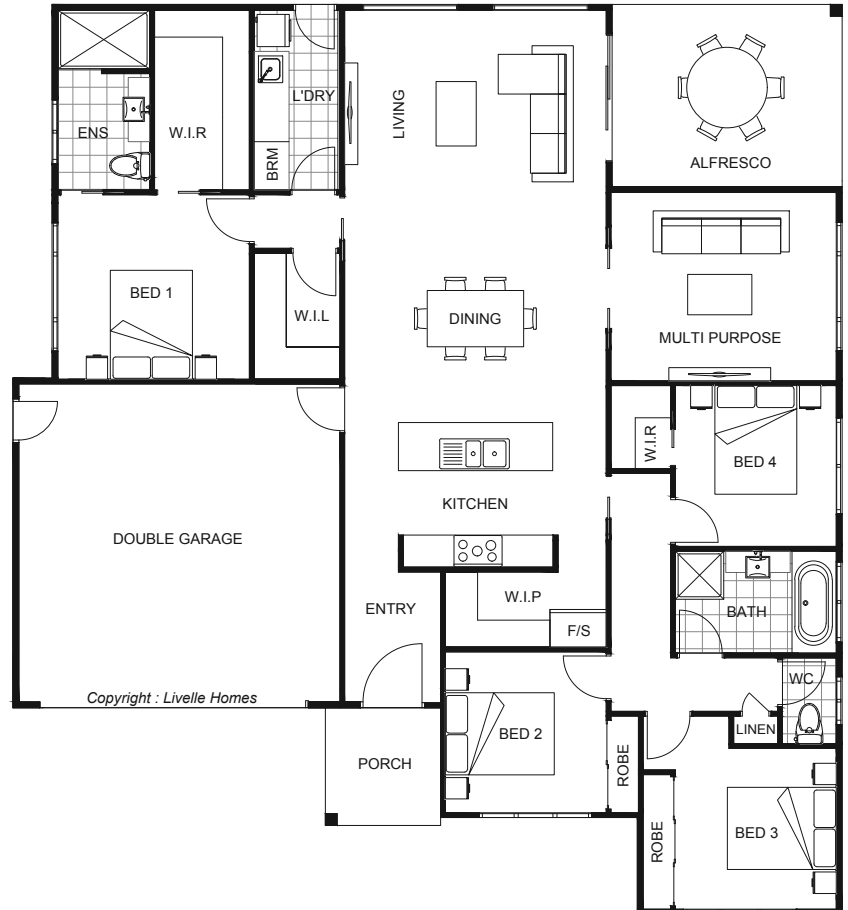 ENS
W.I.R
L'DRY
BRM
LIVING
ALFRESCO
BED 1
W.I.L
DINING
MULTI PURPOSE
W.I.R
BED 4
KITCHEN
DOUBLE GARAGE
W.I.P
F/S
ENTRY
BATH
WC
Copyright : Livelle Homes
LINEN
BED 2
PORCH
ROBE
BED 3
ROBE